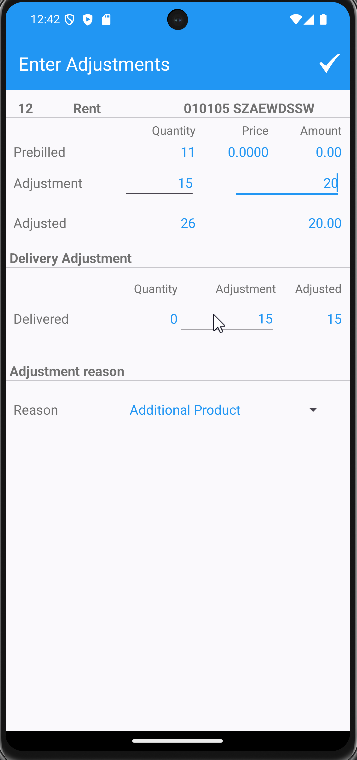 12:42
Enter Adjustments
12 Rent 010105 SZAEWDSSW
Quantity Price Amount
Prebilled 11 0.0000 0.00
Adjustment 15 20
Adjusted 26 20.00
Delivery Adjustment
Quantity Adjustment Adjusted
Delivered 0 15 15
Adjustment reason
Reason Additional Product